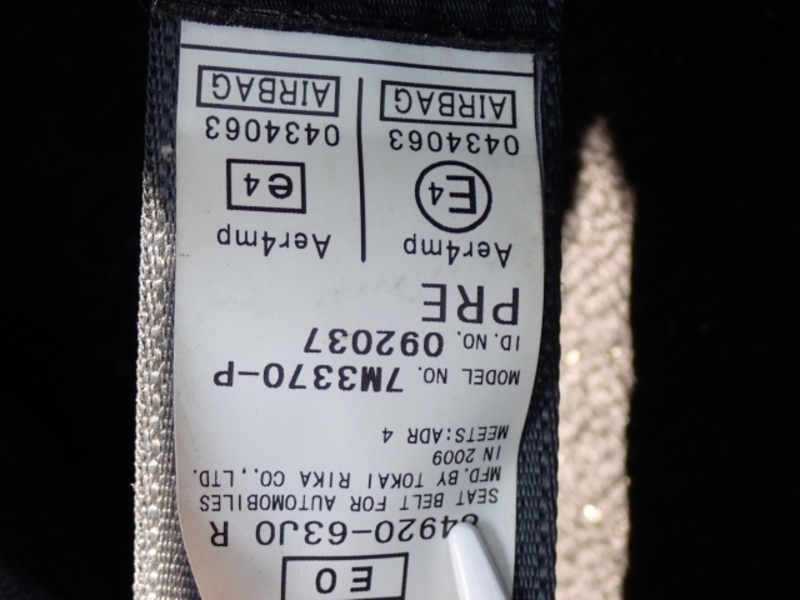 E0
84920-63J0 R
SEAT BELT FOR AUTOMOBILES
MFD. BY TOKAI RIKA CO., LTD.
IN 2009
MEETS:ADR 4
MODEL NO. 7M3370-P
ID. NO. 092037
PRE
Aer4mp
E4
0434063
AIRBAG
Aer4mp
e4
0434063
AIRBAG